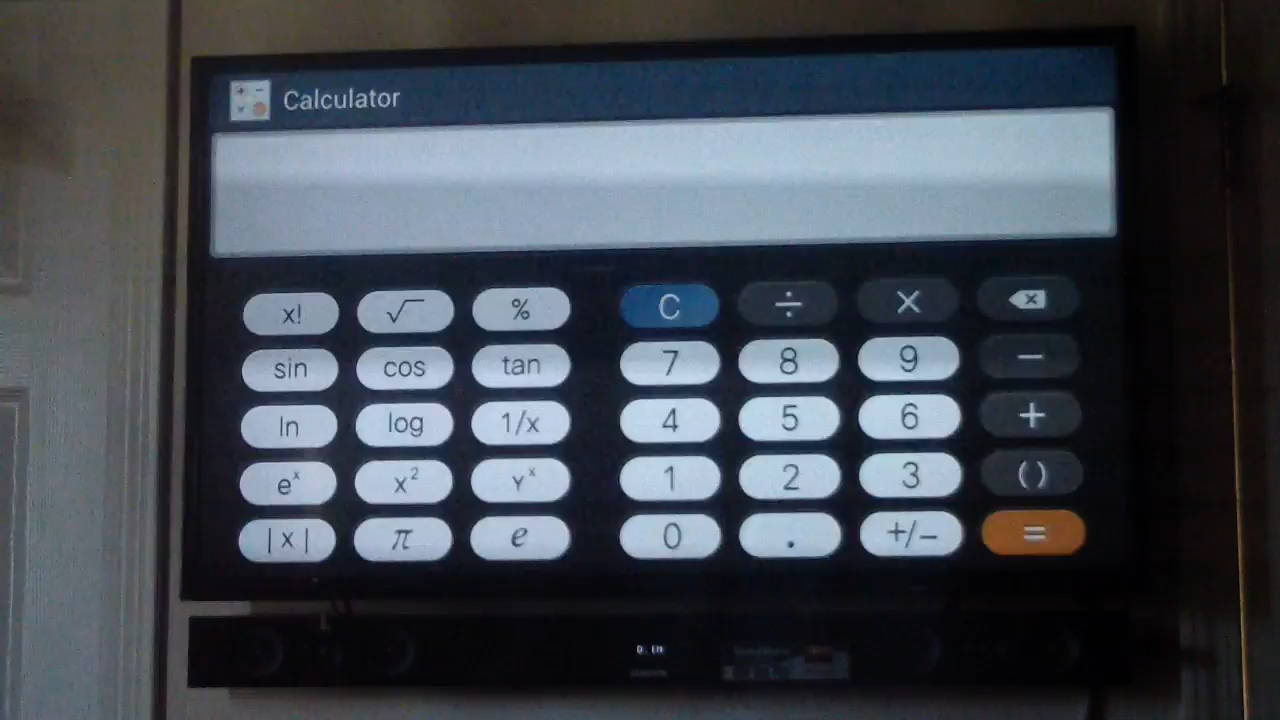 Calculator
x! √ % C ÷ ×
sin cos tan 7 8 9 −
ln log 1/x 4 5 6 +
eˣ x² Yˣ 1 2 3 ( )
|x| π e 0 . +/− =